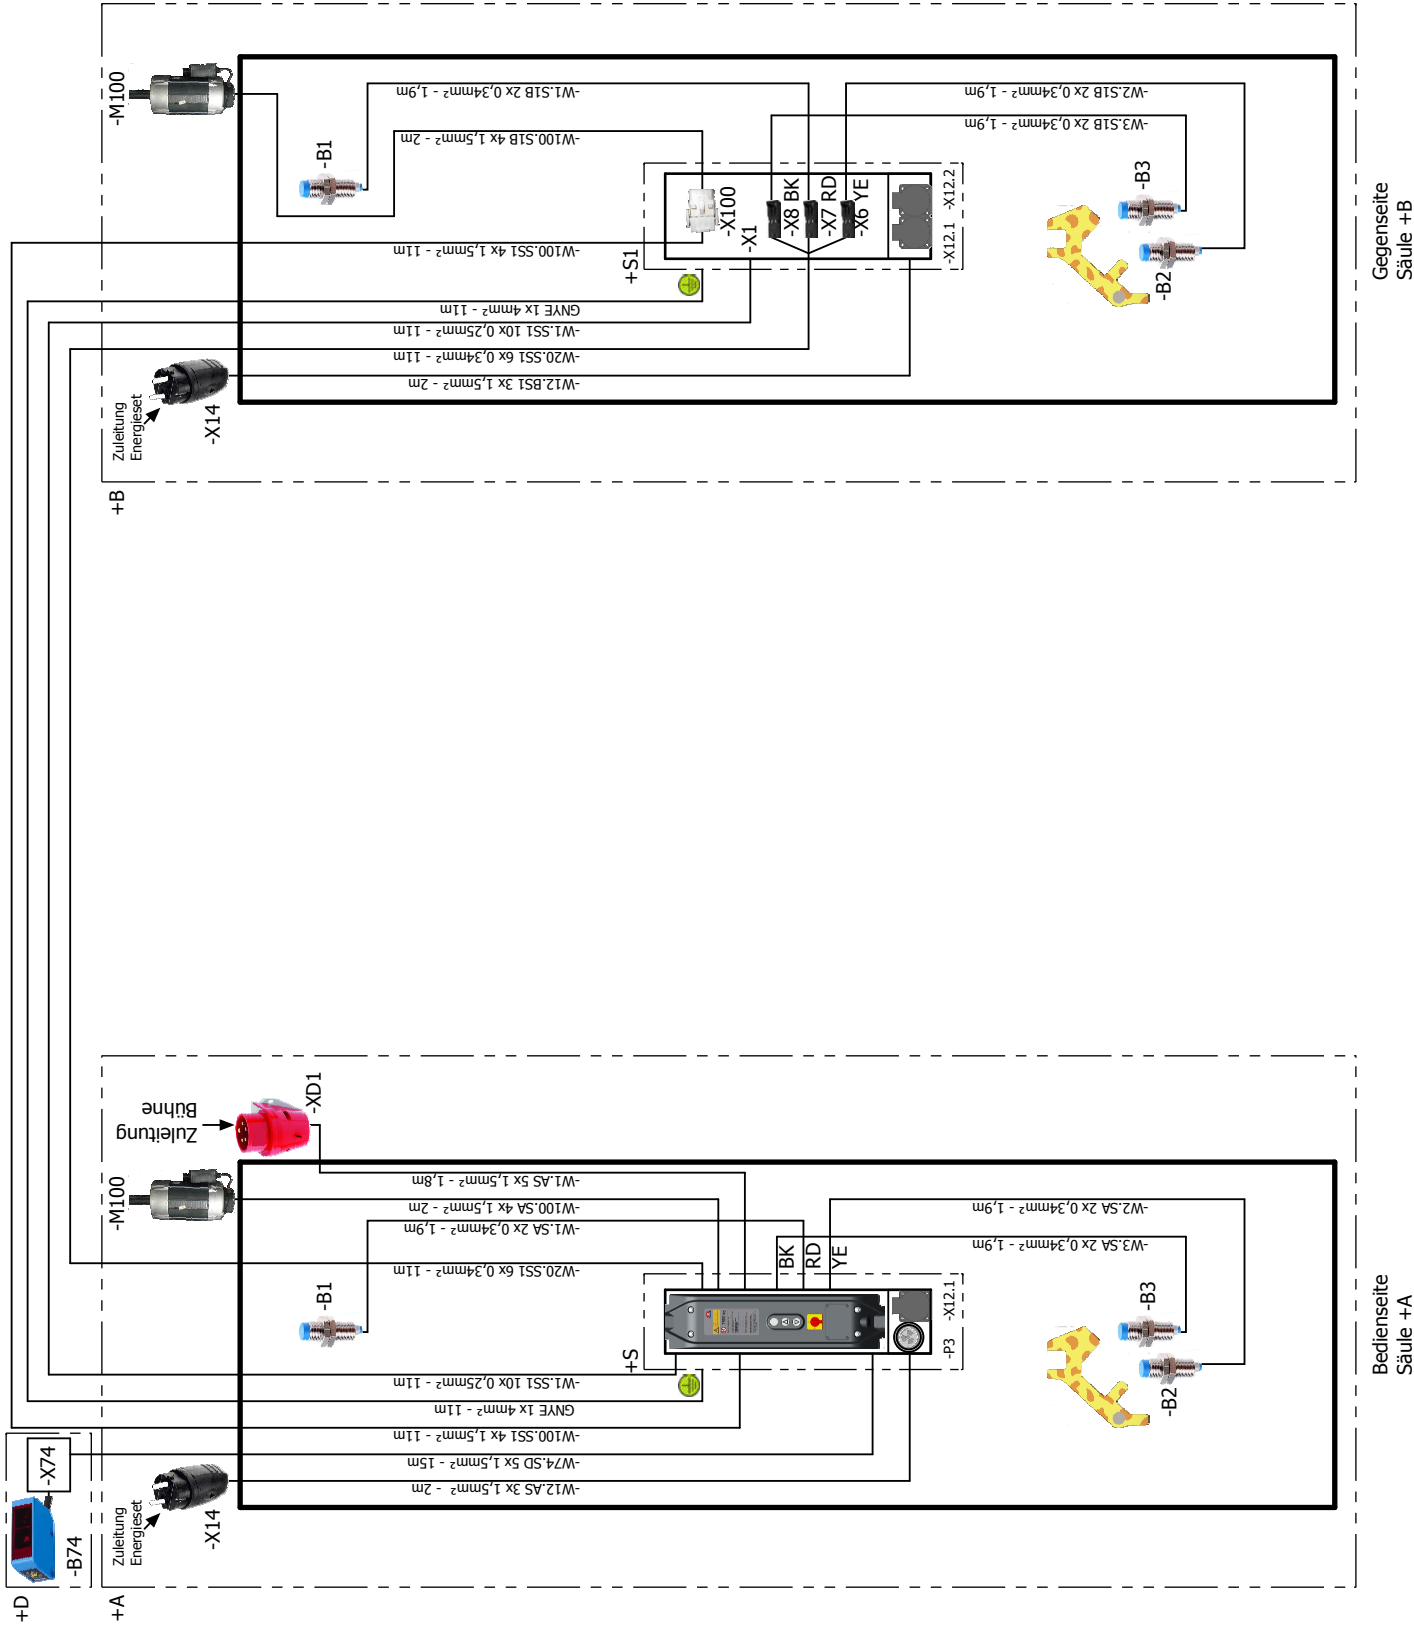 -M100
-W1.S1B 2x 0,34mm² - 1,9m
-W2.S1B 2x 0,34mm² - 1,9m
-W3.S1B 2x 0,34mm² - 1,9m
-W100.S1B 4x 1,5mm² - 2m
-B1
-X100
-X8 BK
-X7 RD
-X6 YE
-X12.2
-X12.1
-X1
+S1
-B3
-B2
-W100.SS1 4x 1,5mm² - 11m
GNYE 1x 4mm² - 11m
-W1.SS1 10x 0,25mm² - 11m
-W20.SS1 6x 0,34mm² - 11m
-W12.BS1 3x 1,5mm² - 2m
Zuleitung
Energieset
-X14
+B
Gegenseite
Säule +B
Zuleitung
Bühne
-XD1
-M100
-W1.AS 5x 1,5mm² - 1,8m
-W100.SA 4x 1,5mm² - 2m
-W1.SA 2x 0,34mm² - 1,9m
-W2.SA 2x 0,34mm² - 1,9m
-W3.SA 2x 0,34mm² - 1,9m
BK
RD
YE
-W20.SS1 6x 0,34mm² - 11m
-B1
-X12.1
-P3
+S
-B3
-B2
-W1.SS1 10x 0,25mm² - 11m
GNYE 1x 4mm² - 11m
-W100.SS1 4x 1,5mm² - 11m
-W74.SD 5x 1,5mm² - 15m
-W12.AS 3x 1,5mm² - 2m
-X74
-B74
+D
Zuleitung
Energieset
-X14
+A
Bedienseite
Säule +A